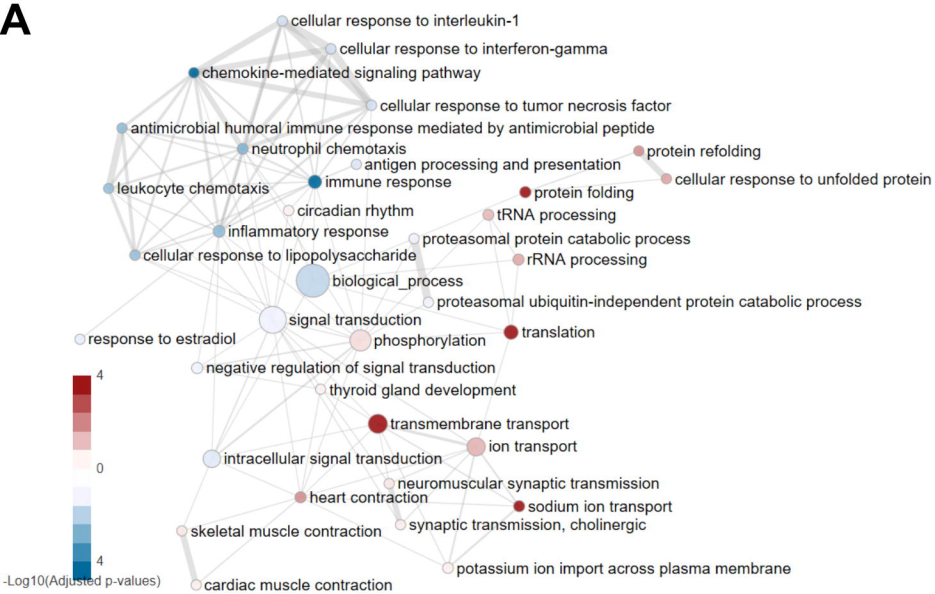 A
cellular response to interleukin-1
cellular response to interferon-gamma
chemokine-mediated signaling pathway
cellular response to tumor necrosis factor
antimicrobial humoral immune response mediated by antimicrobial peptide
neutrophil chemotaxis
protein refolding
antigen processing and presentation
cellular response to unfolded protein
immune response
leukocyte chemotaxis
protein folding
circadian rhythm
tRNA processing
inflammatory response
proteasomal protein catabolic process
cellular response to lipopolysaccharide
rRNA processing
biological_process
proteasomal ubiquitin-independent protein catabolic process
signal transduction
translation
response to estradiol
phosphorylation
negative regulation of signal transduction
4
thyroid gland development
transmembrane transport
ion transport
intracellular signal transduction
0
neuromuscular synaptic transmission
heart contraction
sodium ion transport
synaptic transmission, cholinergic
skeletal muscle contraction
4
potassium ion import across plasma membrane
-Log10(Adjusted p-values)
cardiac muscle contraction